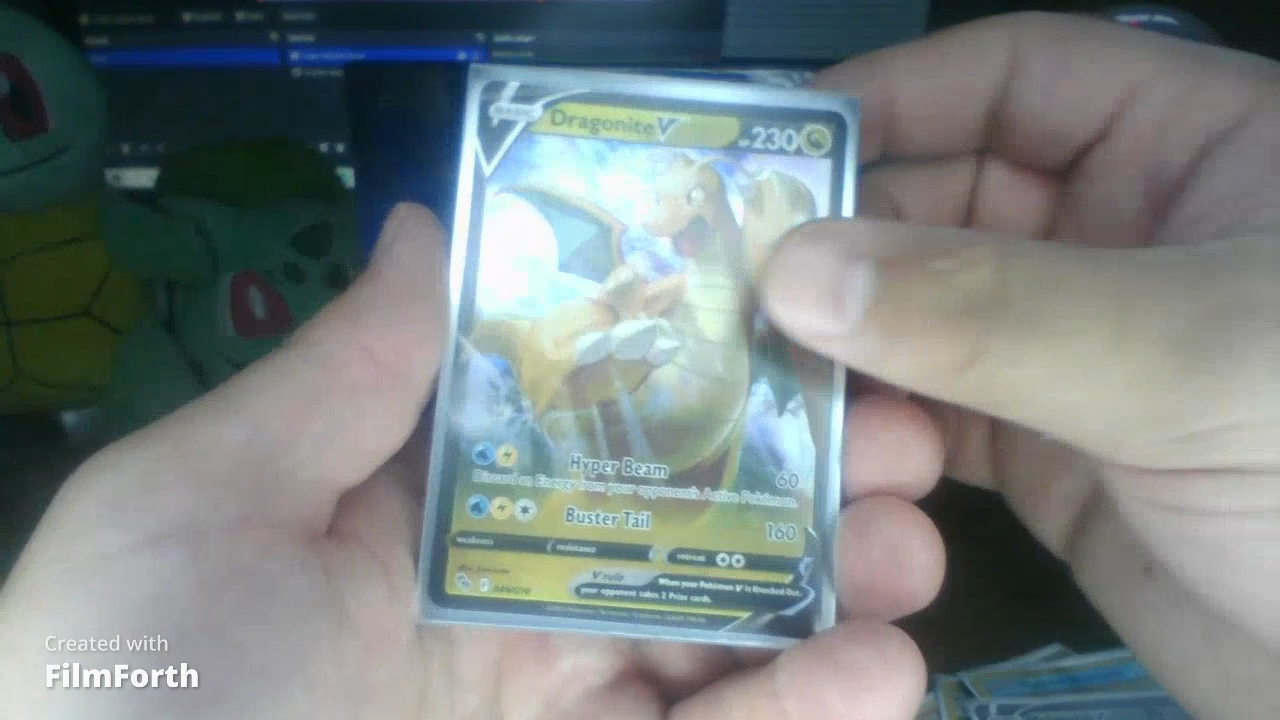 Dragonite V 230
Hyper Beam 60
Discard an Energy from your opponent's Active Pokémon.
Buster Tail 160
weakness resistance retreat
V rule When your Pokémon V is Knocked Out,
your opponent takes 2 Prize cards.
Created with
FilmForth